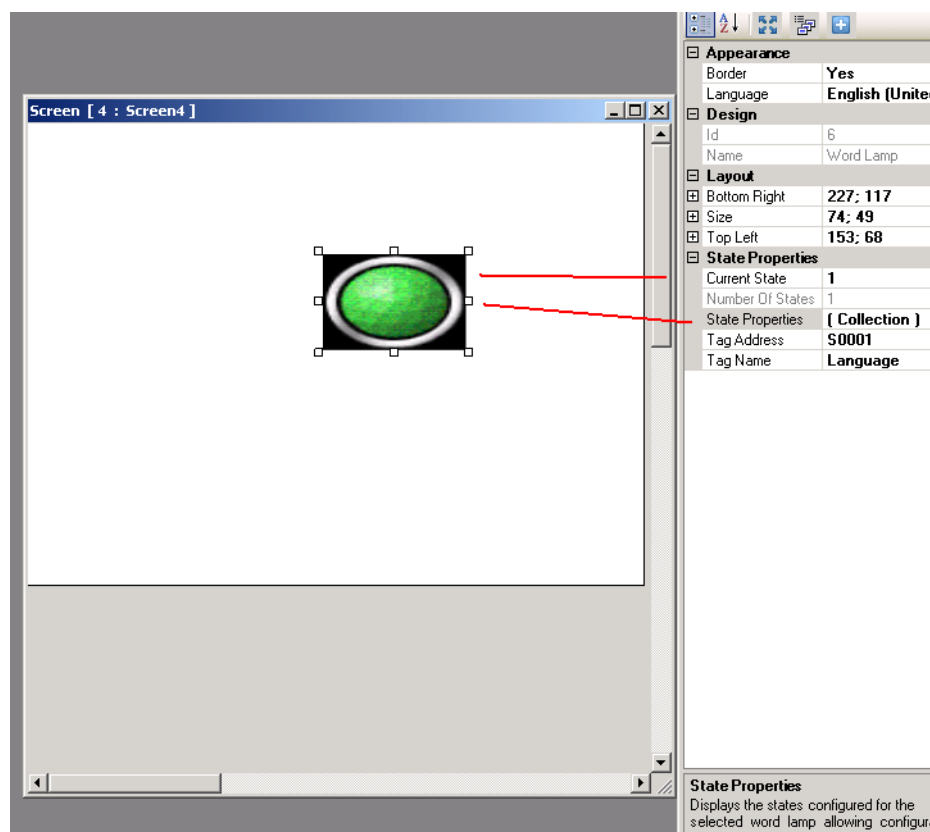 Screen [ 4 : Screen4 ]
Appearance
Border Yes
Language English (Unite
Design
Id 6
Name Word Lamp
Layout
Bottom Right 227; 117
Size 74; 49
Top Left 153; 68
State Properties
Current State 1
Number Of States 1
State Properties ( Collection )
Tag Address S0001
Tag Name Language
State Properties
Displays the states configured for the
selected word lamp allowing configur